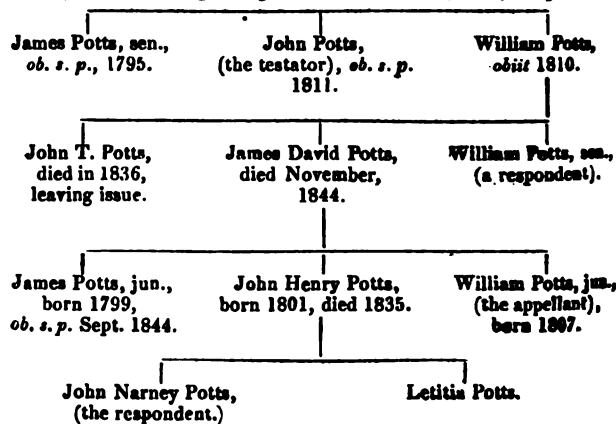 James Potts, sen., John Potts, William Potts,
ob. s. p., 1795. (the testator), ob. s. p. obiit 1810.
1811.
John T. Potts, James David Potts, William Potts, sen.,
died in 1836, died November, (a respondent).
leaving issue. 1844.
James Potts, jun., John Henry Potts, William Potts, jun.,
born 1799, born 1801, died 1835. (the appellant),
ob. s. p. Sept. 1844. born 1807.
John Narney Potts, Letitia Potts.
(the respondent.)